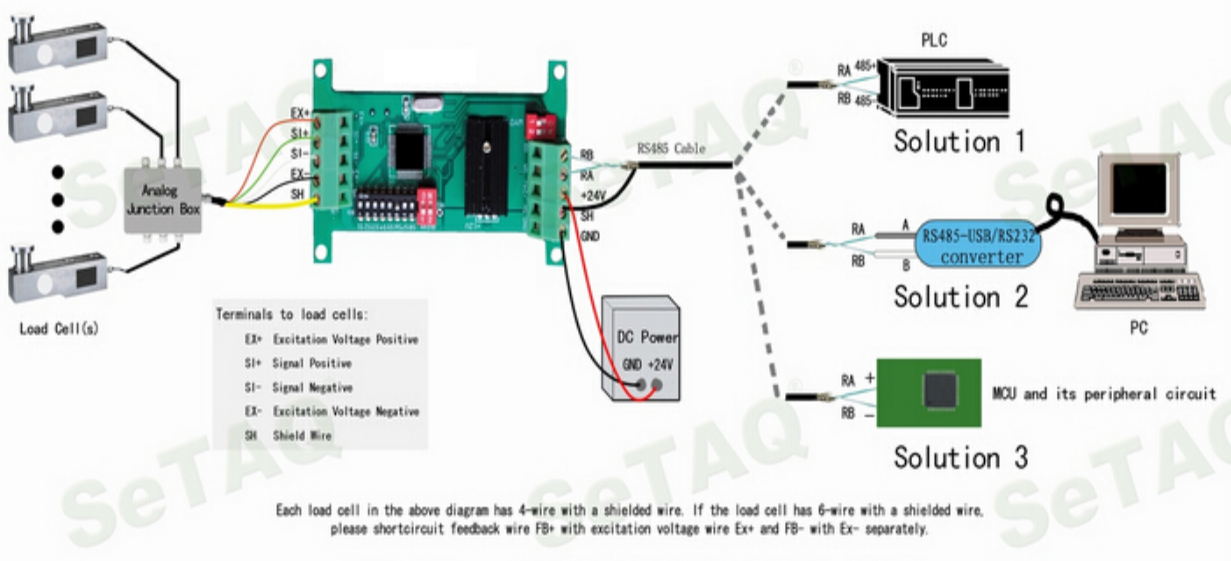 PLC
RA 485+
RB 485-
Solution 1
EX+
SI+
SI-
EX-
SH
RB
RA
+24V
SH
GND
RS485 Cable
Analog
Junction Box
RA A
RB B
RS485-USB/RS232
converter
Solution 2
PC
Load Cell(s)
Terminals to load cells:
EX+ Excitation Voltage Positive
SI+ Signal Positive
SI- Signal Negative
EX- Excitation Voltage Negative
SH Shield Wire
DC Power
GND +24V
RA +
RB -
MCU and its peripheral circuit
Solution 3
Each load cell in the above diagram has 4-wire with a shielded wire. If the load cell has 6-wire with a shielded wire,
please shortcircuit feedback wire FB+ with excitation voltage wire Ex+ and FB- with Ex- separately.
SeTAQ
SeTAQ
SeTAQ
SeTAQ
SeTAQ
SeTAQ